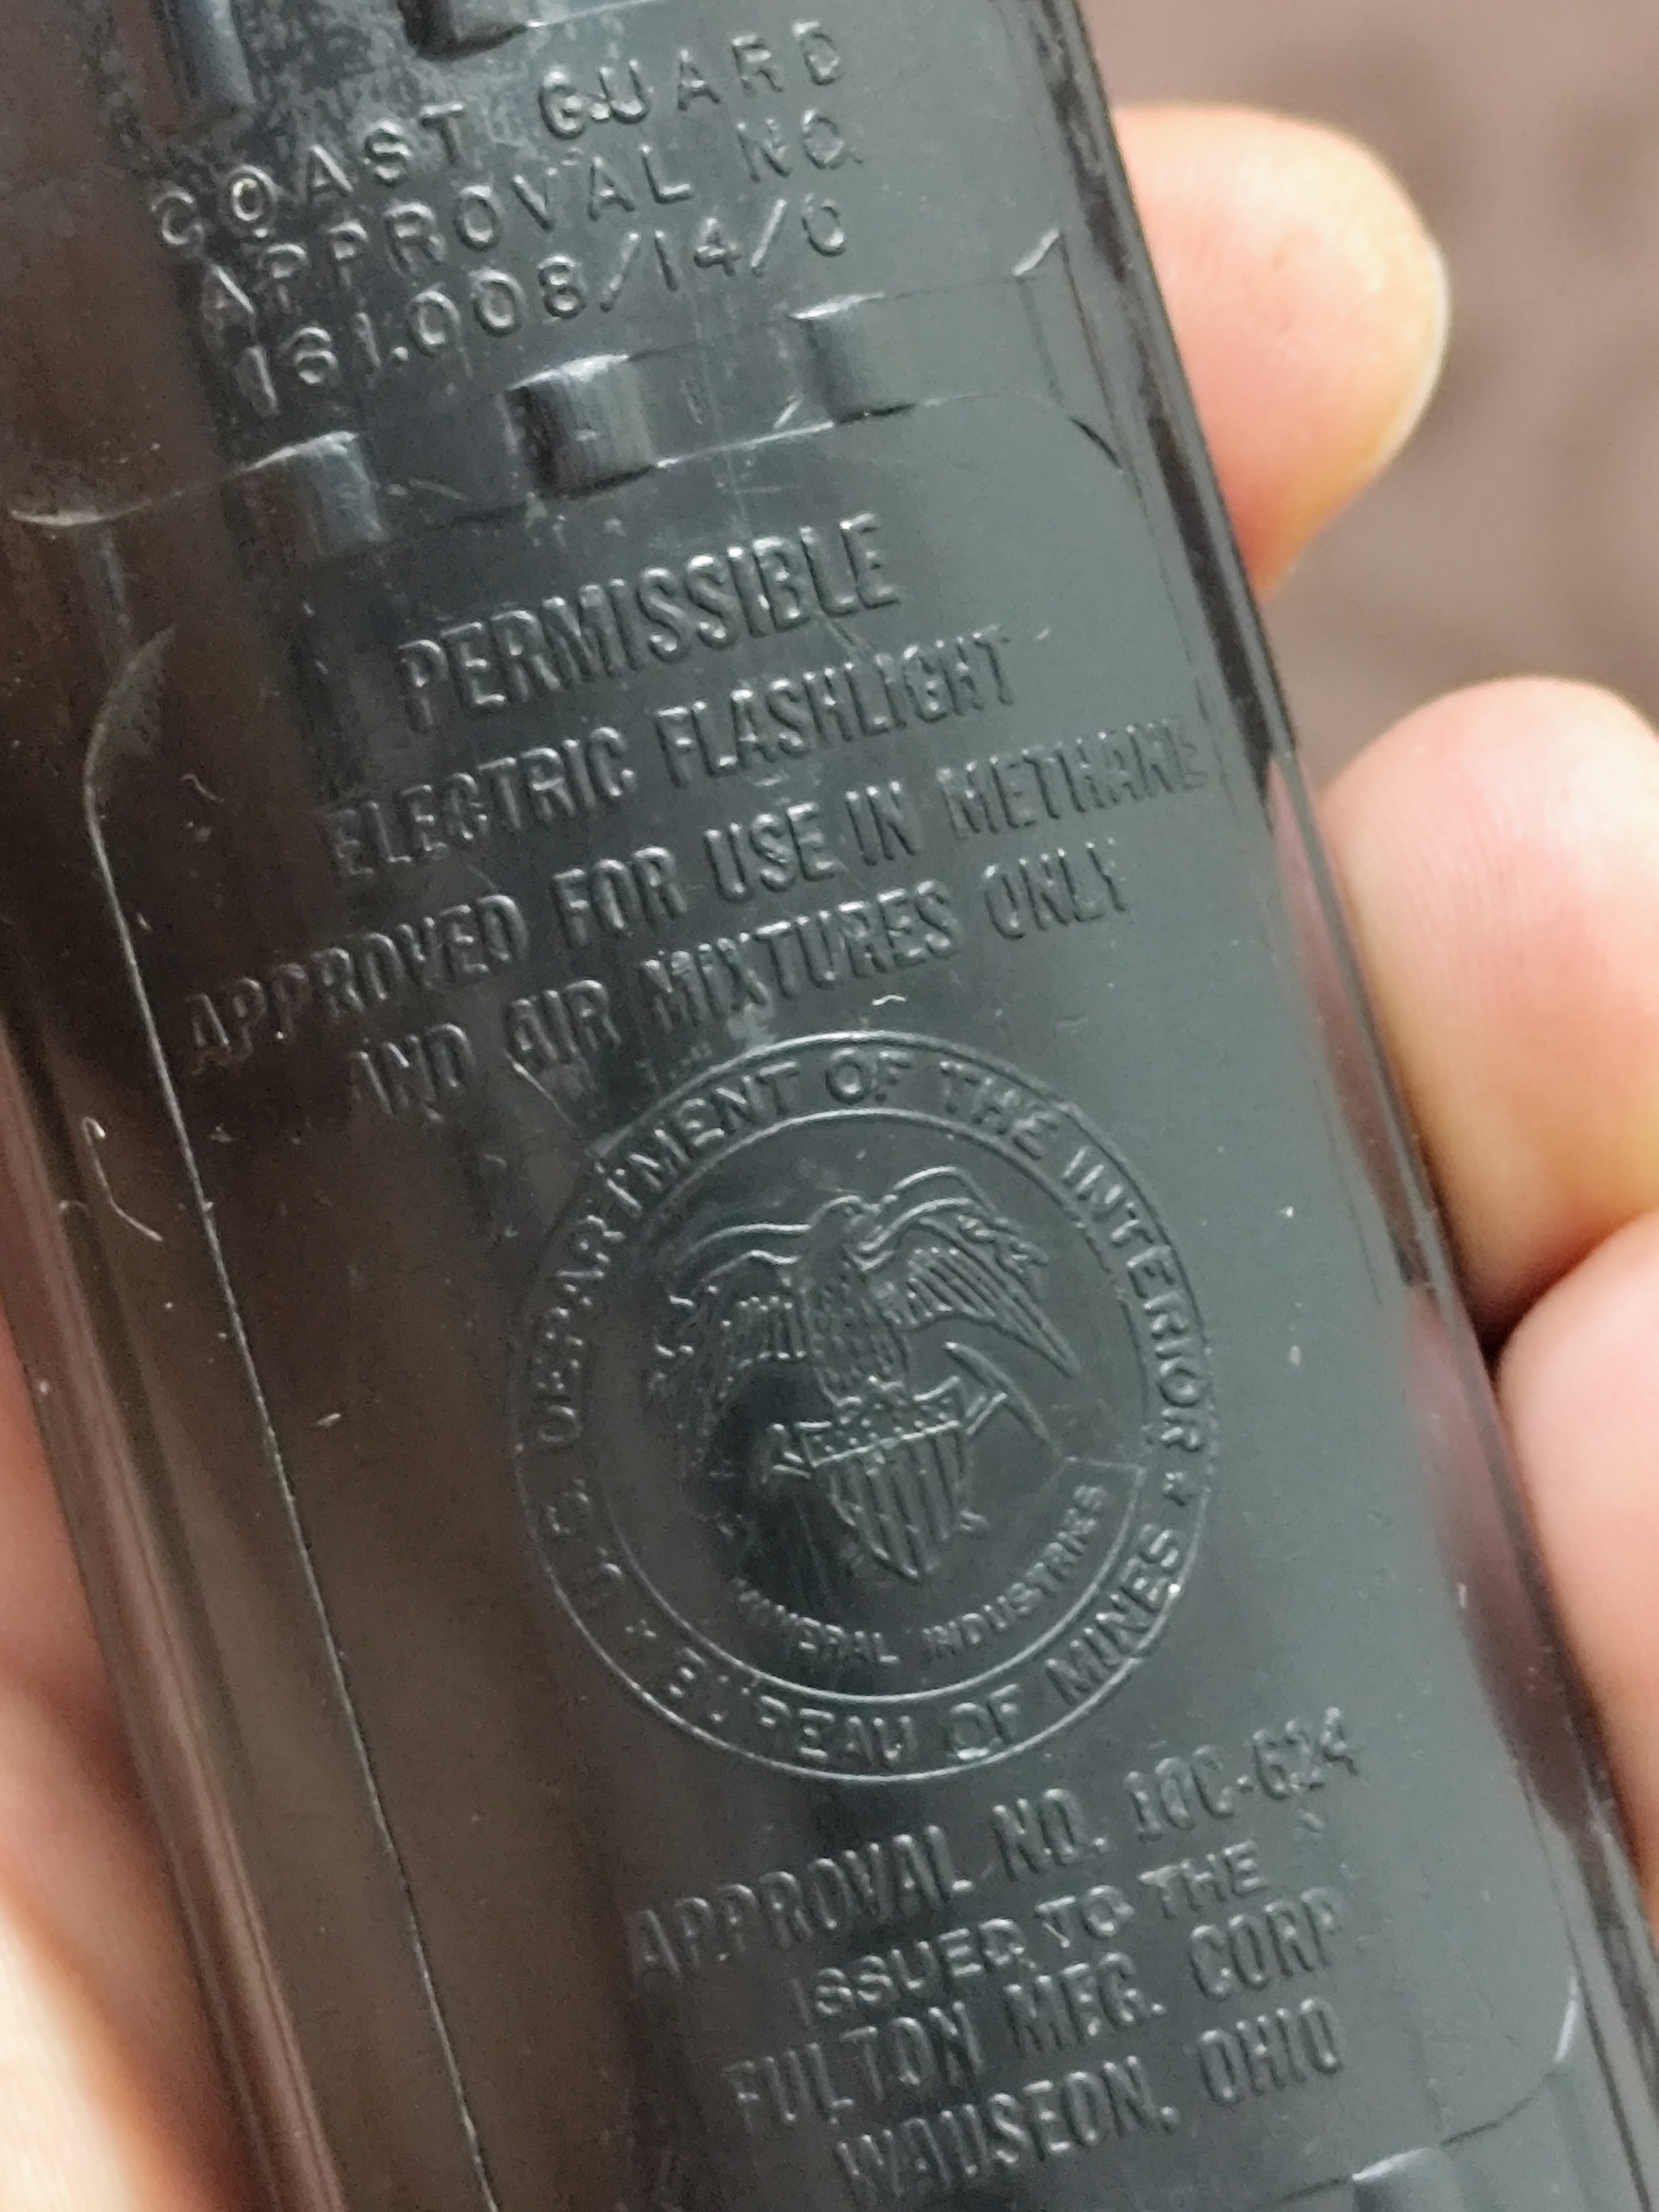 COAST GUARD
APPROVAL NO.
161.008/14/0
PERMISSIBLE
ELECTRIC FLASHLIGHT
APPROVED FOR USE IN METHANE
AND AIR MIXTURES ONLY
U.S. DEPARTMENT OF THE INTERIOR
MINERAL INDUSTRIES
* BUREAU OF MINES *
APPROVAL NO. 10C-624
ISSUED TO THE
FULTON MFG. CORP.
WAUSEON, OHIO